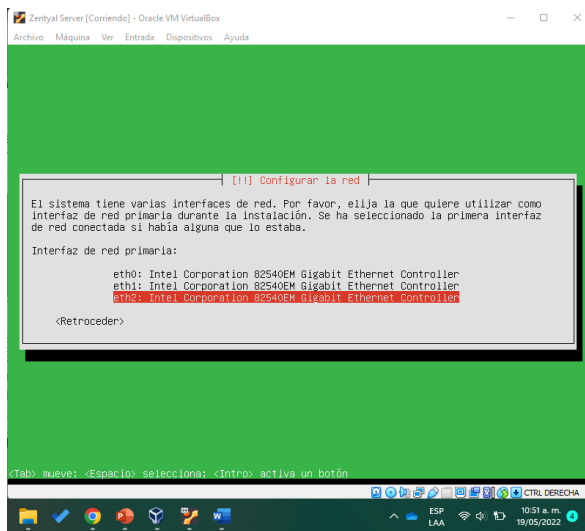 Zentyal Server [Corriendo] - Oracle VM VirtualBox
Archivo Máquina Ver Entrada Dispositivos Ayuda
[!!] Configurar la red
El sistema tiene varias interfaces de red. Por favor, elija la que quiere utilizar como
interfaz de red primaria durante la instalación. Se ha seleccionado la primera interfaz
de red conectada si había alguna que lo estaba.
Interfaz de red primaria:
eth0: Intel Corporation 82540EM Gigabit Ethernet Controller
eth1: Intel Corporation 82540EM Gigabit Ethernet Controller
eth2: Intel Corporation 82540EM Gigabit Ethernet Controller
<Retroceder>
<Tab> mueve; <Espacio> selecciona; <Intro> activa un botón
CTRL DERECHA
ESP
LAA
10:51 a. m.
19/05/2022
4